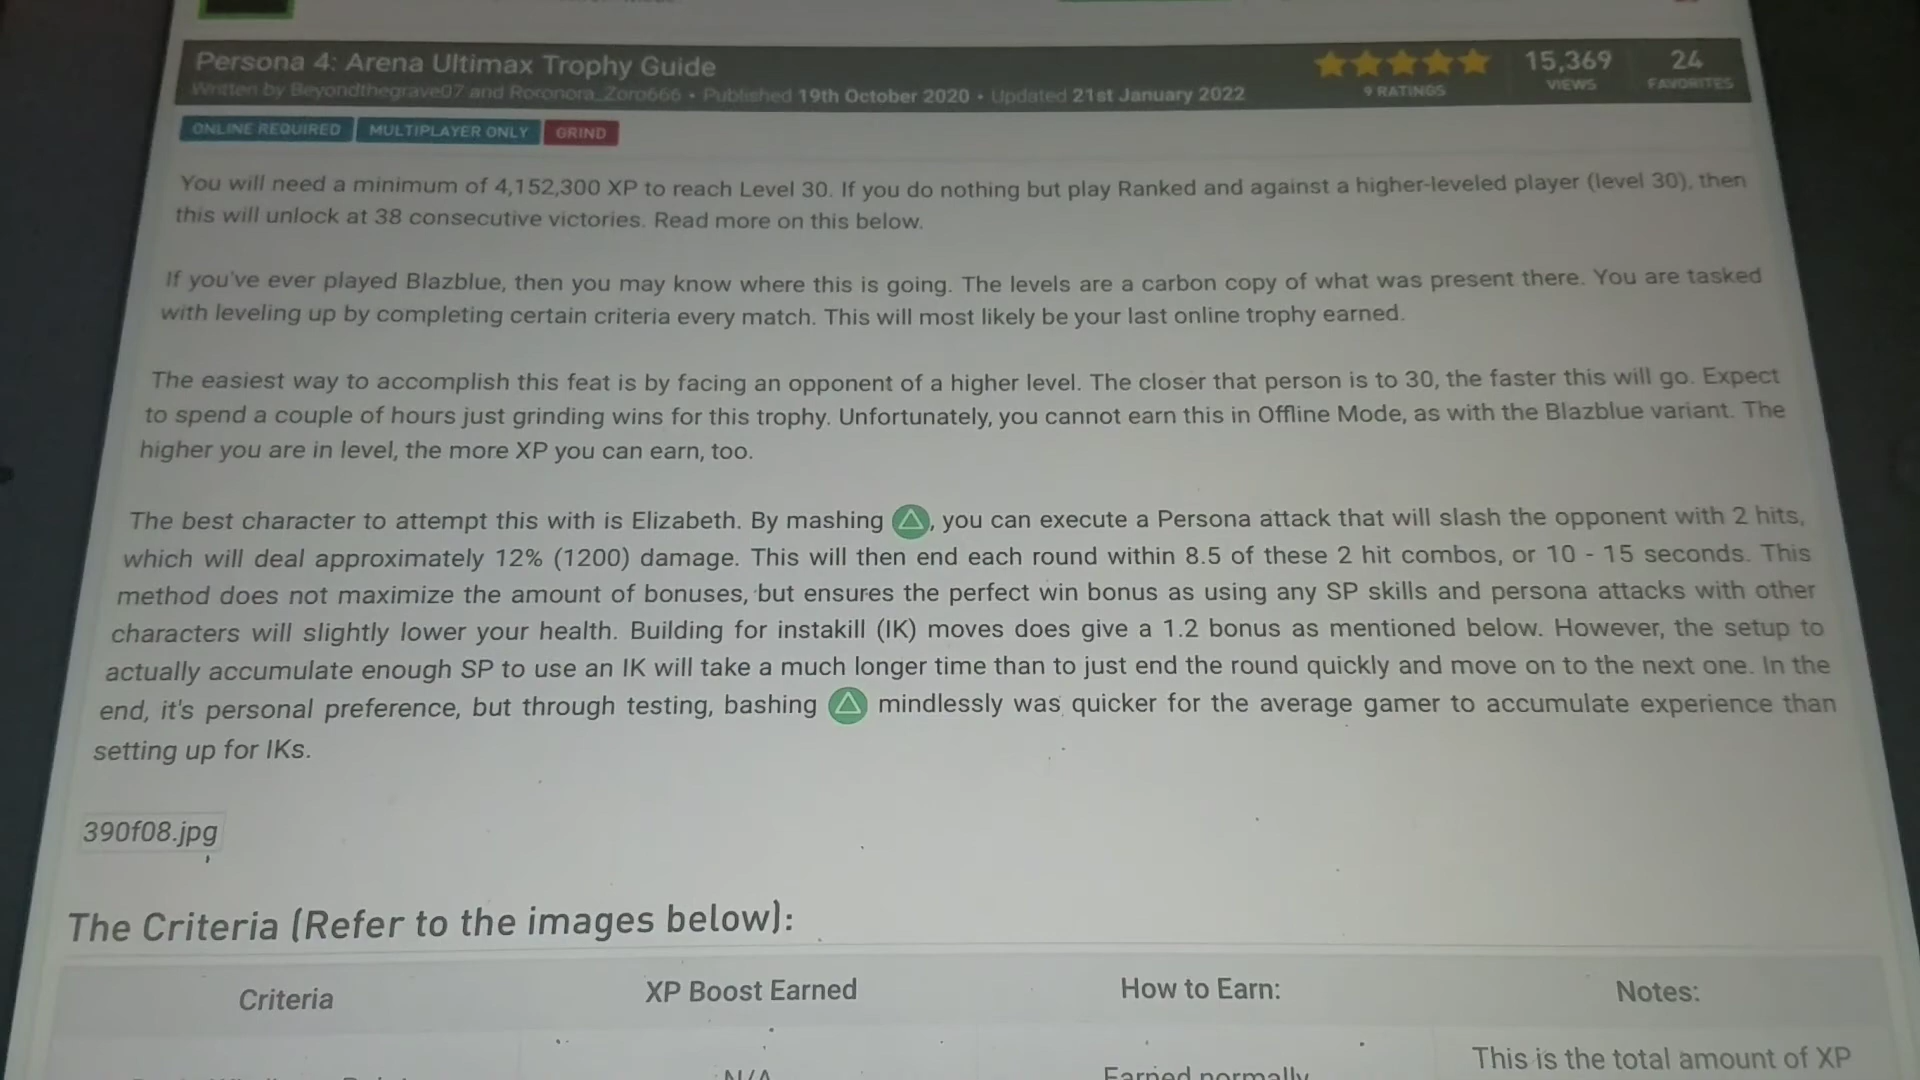 Persona 4: Arena Ultimax Trophy Guide
Written by Beyondthegrave07 and Roronora_Zoro666 • Published 19th October 2020 • Updated 21st January 2022
9 RATINGS
15,369
VIEWS
24
FAVORITES
ONLINE REQUIRED
MULTIPLAYER ONLY
GRIND
You will need a minimum of 4,152,300 XP to reach Level 30. If you do nothing but play Ranked and against a higher-leveled player (level 30), then
this will unlock at 38 consecutive victories. Read more on this below.
If you've ever played Blazblue, then you may know where this is going. The levels are a carbon copy of what was present there. You are tasked
with leveling up by completing certain criteria every match. This will most likely be your last online trophy earned.
The easiest way to accomplish this feat is by facing an opponent of a higher level. The closer that person is to 30, the faster this will go. Expect
to spend a couple of hours just grinding wins for this trophy. Unfortunately, you cannot earn this in Offline Mode, as with the Blazblue variant. The
higher you are in level, the more XP you can earn, too.
The best character to attempt this with is Elizabeth. By mashing , you can execute a Persona attack that will slash the opponent with 2 hits,
which will deal approximately 12% (1200) damage. This will then end each round within 8.5 of these 2 hit combos, or 10 - 15 seconds. This
method does not maximize the amount of bonuses, but ensures the perfect win bonus as using any SP skills and persona attacks with other
characters will slightly lower your health. Building for instakill (IK) moves does give a 1.2 bonus as mentioned below. However, the setup to
actually accumulate enough SP to use an IK will take a much longer time than to just end the round quickly and move on to the next one. In the
end, it's personal preference, but through testing, bashing mindlessly was quicker for the average gamer to accumulate experience than
setting up for IKs.
390f08.jpg
The Criteria (Refer to the images below):
Criteria
XP Boost Earned
How to Earn:
Notes:
N/A
Earned normally
This is the total amount of XP